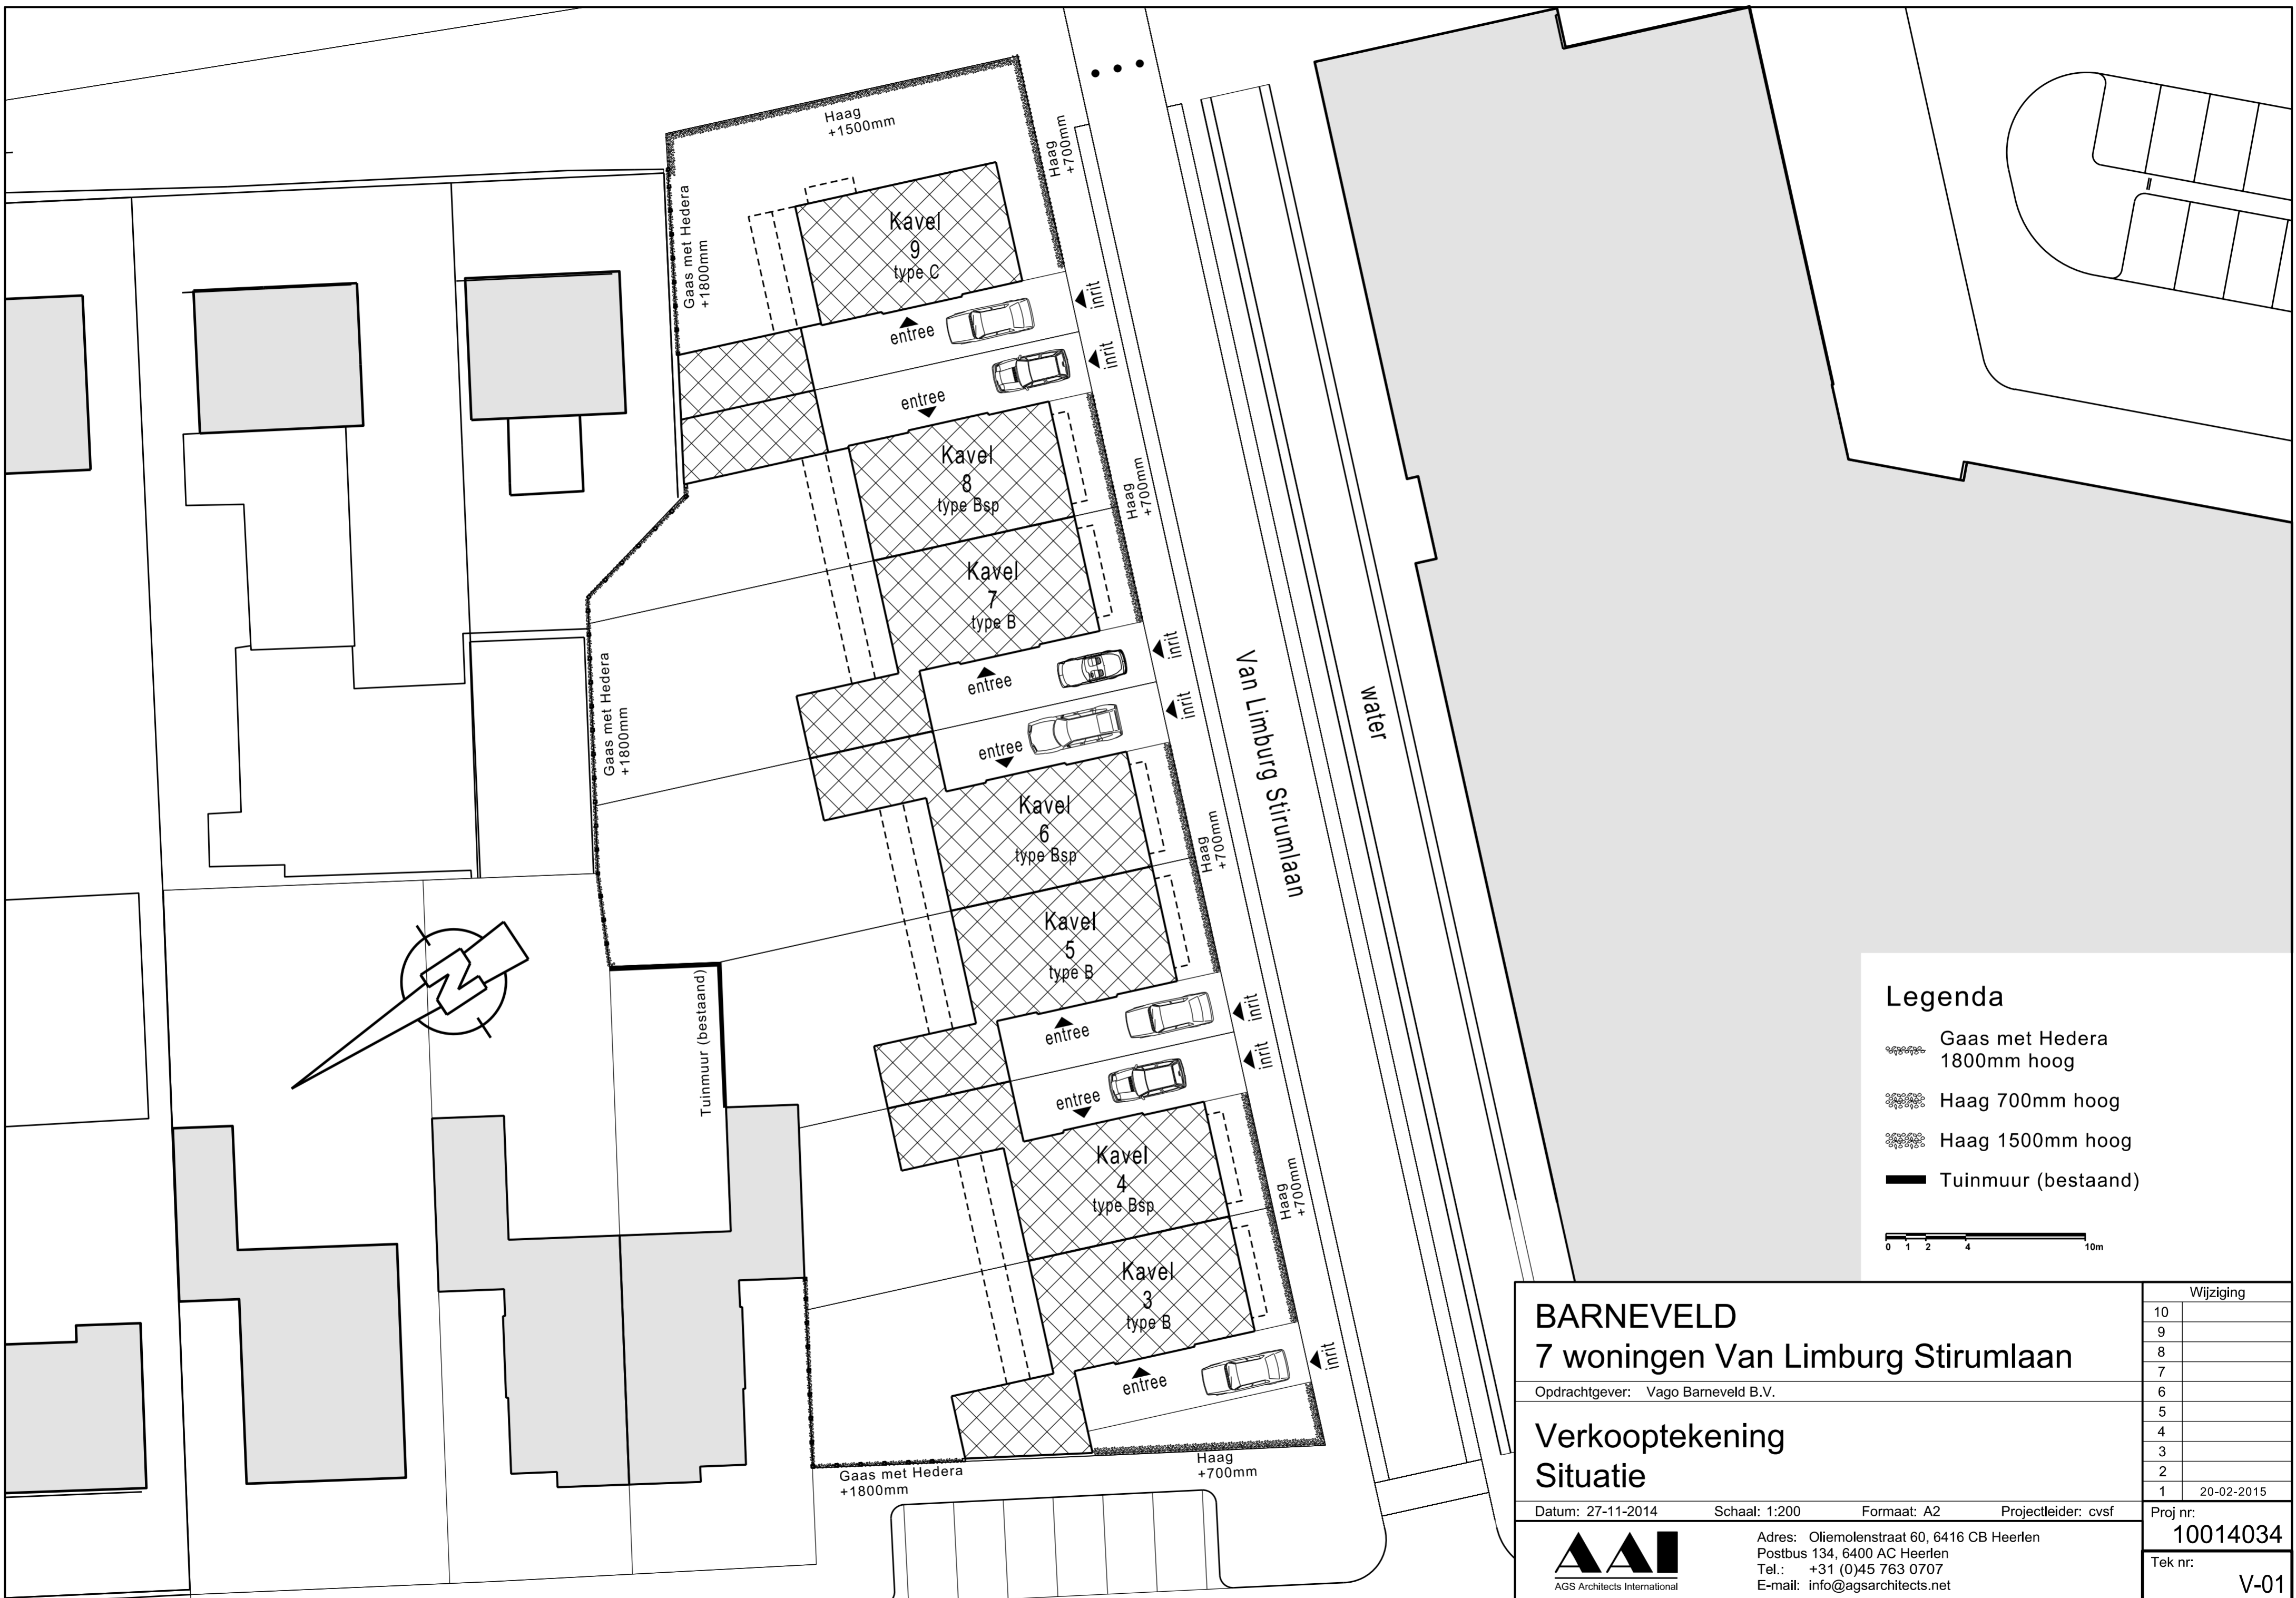 Haag
+1500mm
Haag
+700mm
Gaas met Hedera
+1800mm
Kavel
9
type C
inrit
entree
inrit
entree
Kavel
8
type Bsp
Haag
+700mm
Kavel
7
type B
inrit
entree
inrit
entree
Gaas met Hedera
+1800mm
Van Limburg Stirumlaan
water
Kavel
6
type Bsp
Haag
+700mm
Kavel
5
type B
N
Tuinmuur (bestaand)
inrit
entree
inrit
entree
Kavel
4
type Bsp
Haag
+700mm
Kavel
3
type B
inrit
entree
Gaas met Hedera
+1800mm
Haag
+700mm
Legenda
Gaas met Hedera
1800mm hoog
Haag 700mm hoog
Haag 1500mm hoog
Tuinmuur (bestaand)
0 1 2 4 10m
BARNEVELD
7 woningen Van Limburg Stirumlaan
Opdrachtgever: Vago Barneveld B.V.
Verkooptekening
Situatie
Datum: 27-11-2014 Schaal: 1:200 Formaat: A2 Projectleider: cvsf
AAI
AGS Architects International
Adres: Oliemolenstraat 60, 6416 CB Heerlen
Postbus 134, 6400 AC Heerlen
Tel.: +31 (0)45 763 0707
E-mail: info@agsarchitects.net
Wijziging
10
9
8
7
6
5
4
3
2
1 20-02-2015
Proj nr:
10014034
Tek nr:
V-01